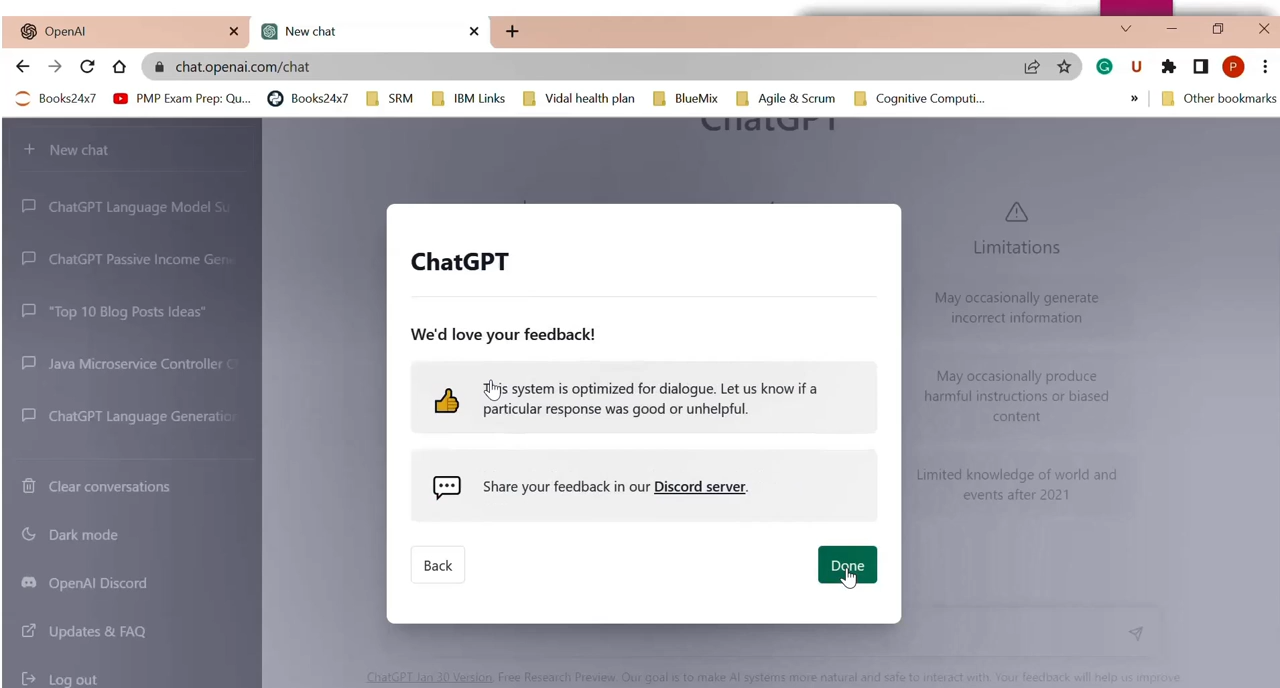 OpenAI
New chat
chat.openai.com/chat
P
Books24x7
PMP Exam Prep: Qu...
Books24x7
SRM
IBM Links
Vidal health plan
BlueMix
Agile & Scrum
Cognitive Computi...
»
Other bookmarks
ChatGPT
+ New chat
ChatGPT Language Model Su
ChatGPT Passive Income Gene
"Top 10 Blog Posts Ideas"
Java Microservice Controller
ChatGPT Language Generation
Clear conversations
Dark mode
OpenAI Discord
Updates & FAQ
Log out
ChatGPT
We'd love your feedback!
This system is optimized for dialogue. Let us know if a
particular response was good or unhelpful.
Share your feedback in our Discord server.
Back
Done
Limitations
May occasionally generate
incorrect information
May occasionally produce
harmful instructions or biased
content
Limited knowledge of world and
events after 2021
ChatGPT Jan 30 Version. Free Research Preview. Our goal is to make AI systems more natural and safe to interact with. Your feedback will help us improve.